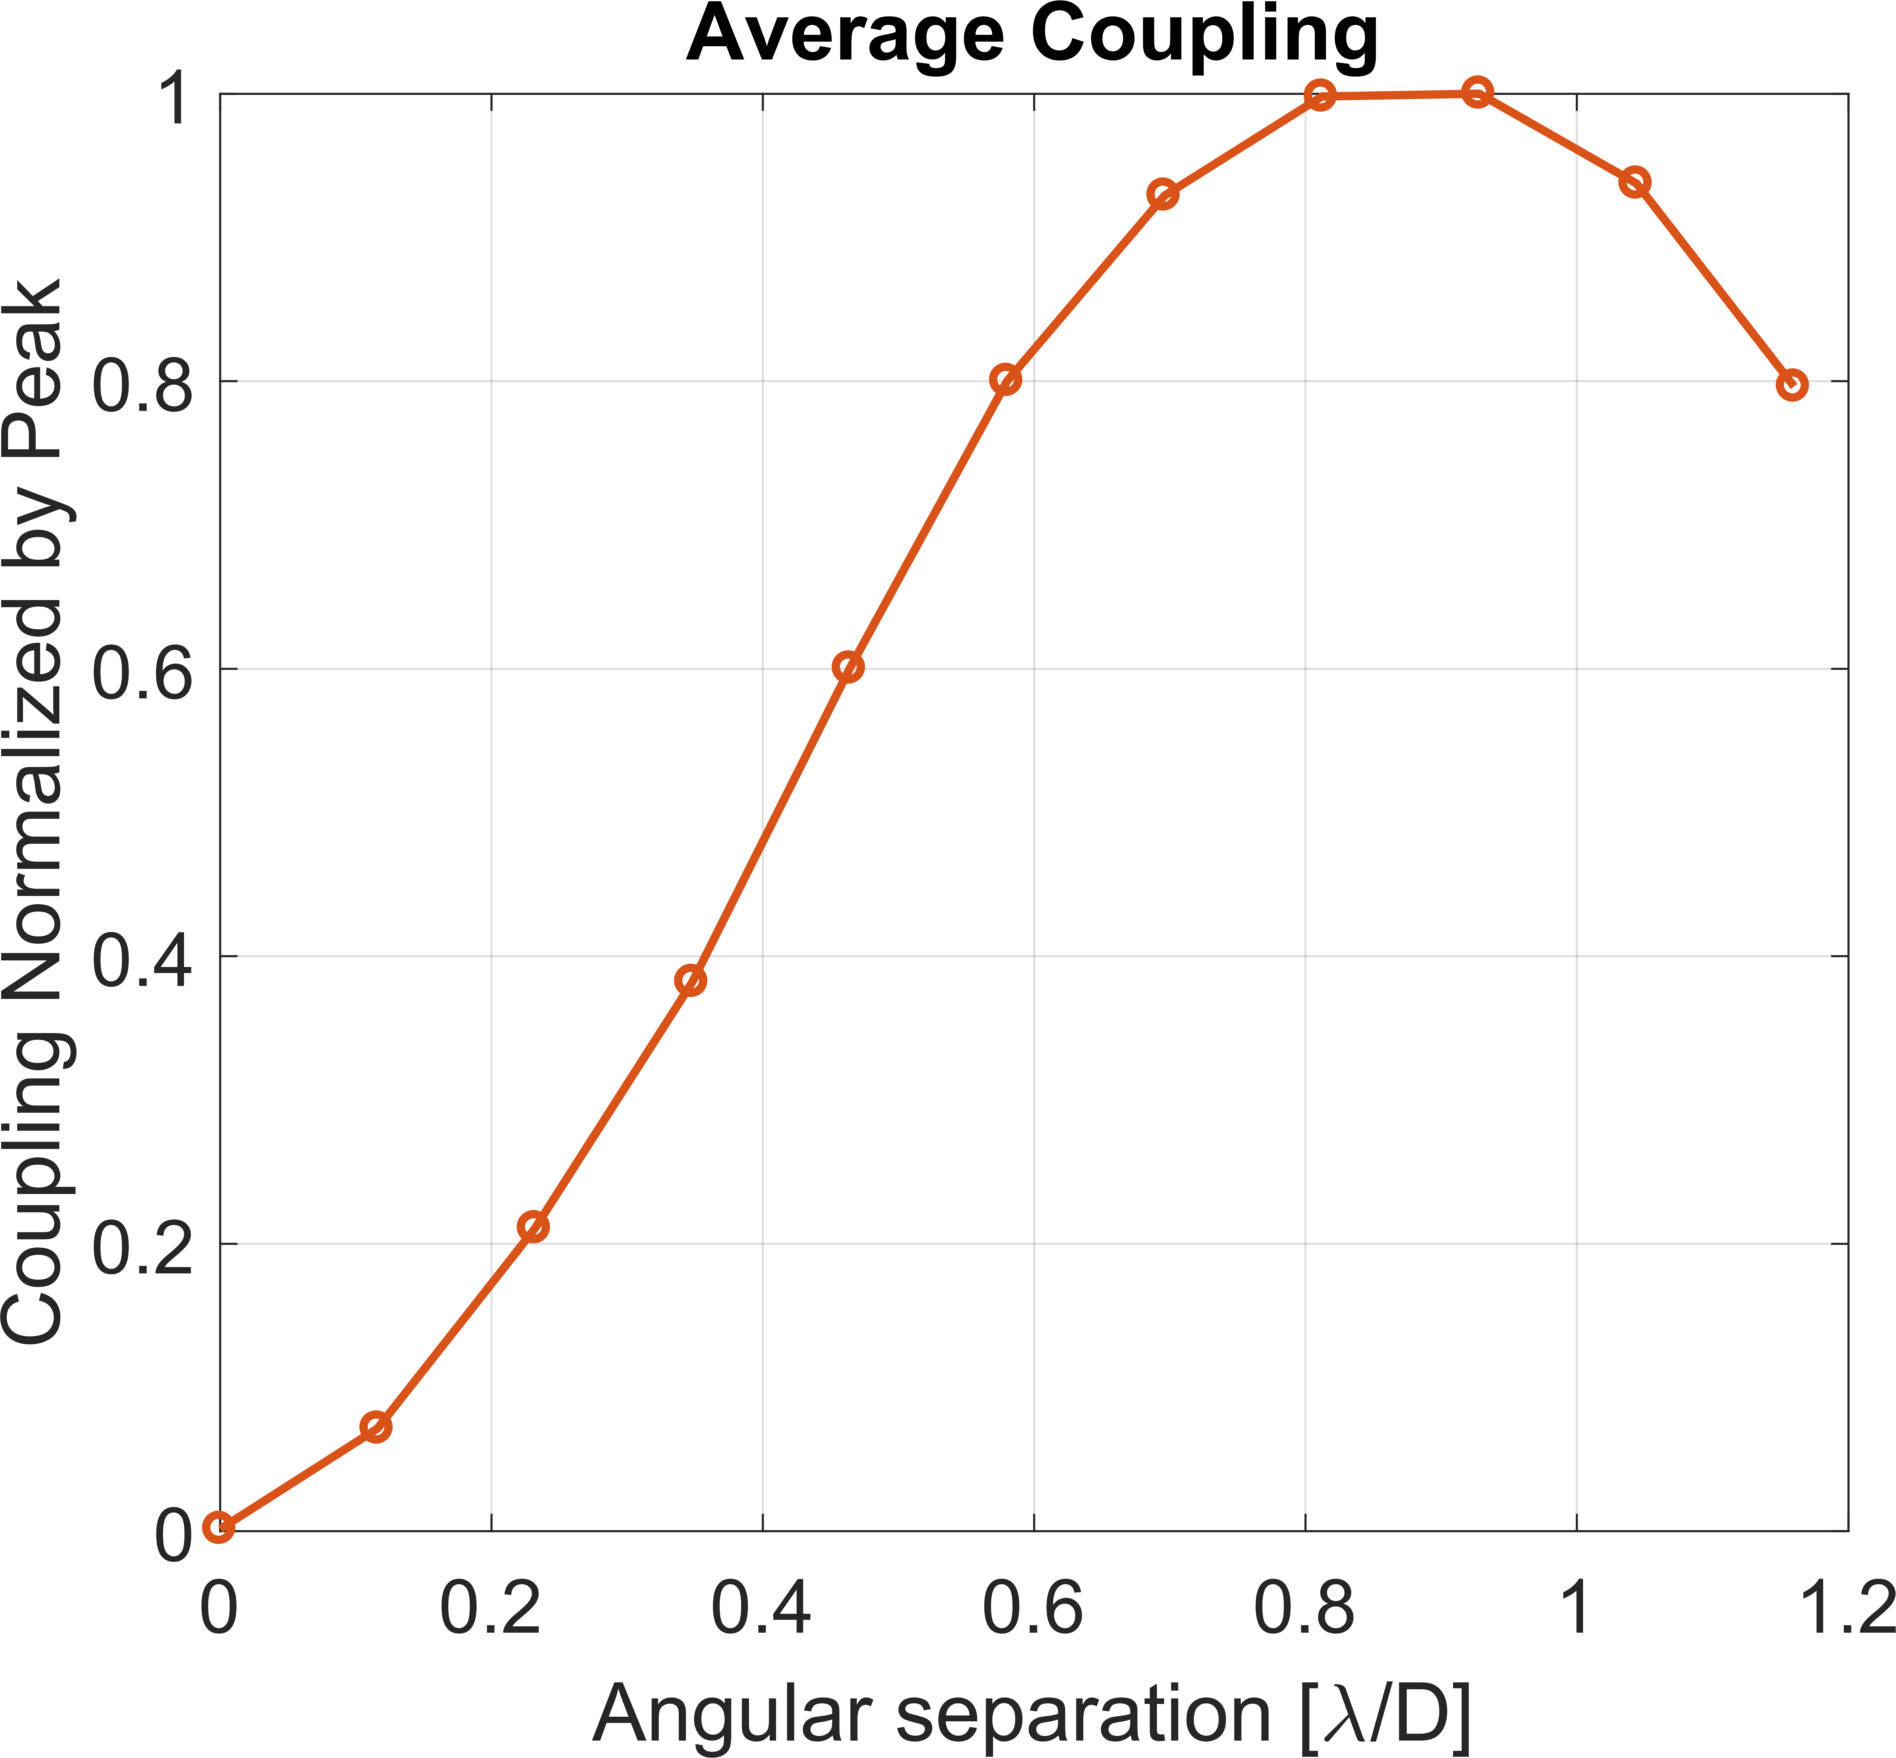 Average Coupling
Coupling Normalized by Peak
1
0.8
0.6
0.4
0.2
0
0 0.2 0.4 0.6 0.8 1 1.2
Angular separation [λ/D]